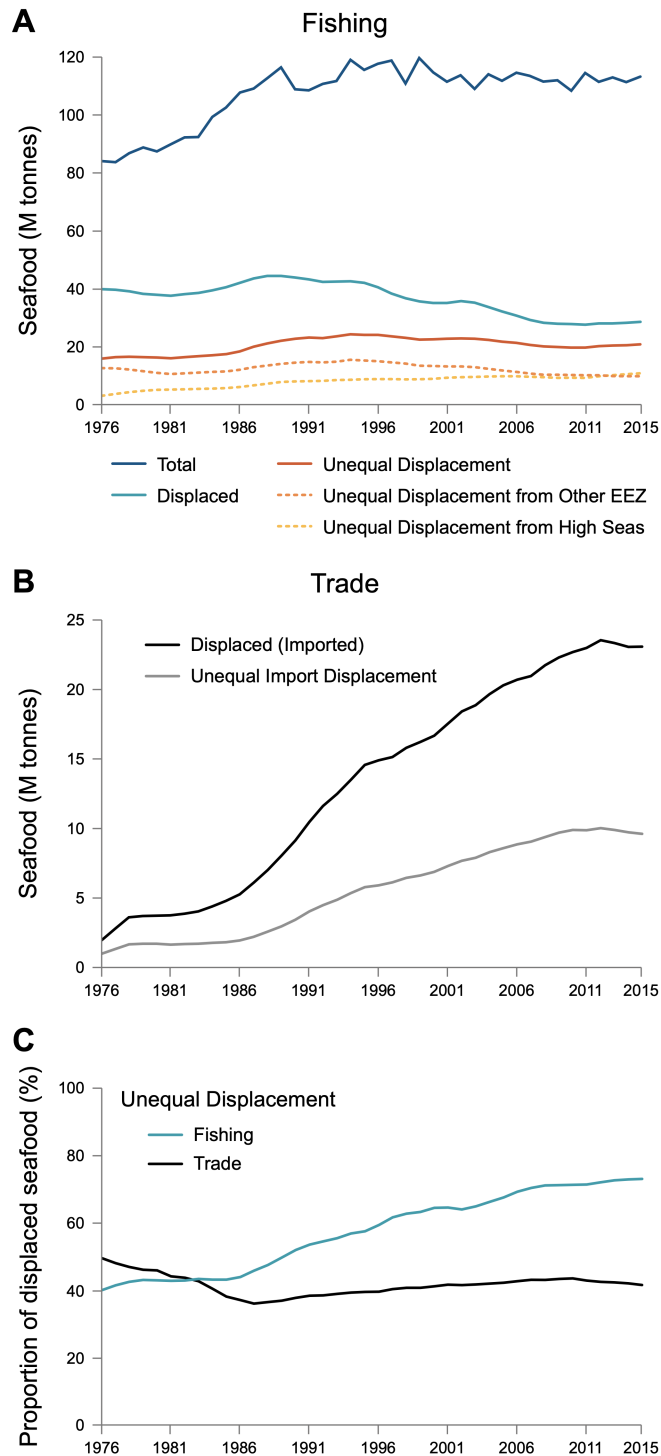 A
Fishing
Seafood (M tonnes)
120
100
80
60
40
20
0
1976 1981 1986 1991 1996 2001 2006 2011 2015
Total
Displaced
Unequal Displacement
Unequal Displacement from Other EEZ
Unequal Displacement from High Seas
B
Trade
Seafood (M tonnes)
25
20
15
10
5
0
Displaced (Imported)
Unequal Import Displacement
1976 1981 1986 1991 1996 2001 2006 2011 2015
C
Proportion of displaced seafood (%)
100
80
60
40
20
0
Unequal Displacement
Fishing
Trade
1976 1981 1986 1991 1996 2001 2006 2011 2015